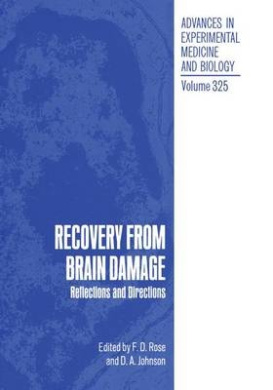 ADVANCES IN
EXPERIMENTAL
MEDICINE
AND BIOLOGY
Volume 325
RECOVERY FROM
BRAIN DAMAGE
Reflections and Directions
Edited by F. D. Rose
and D. A. Johnson